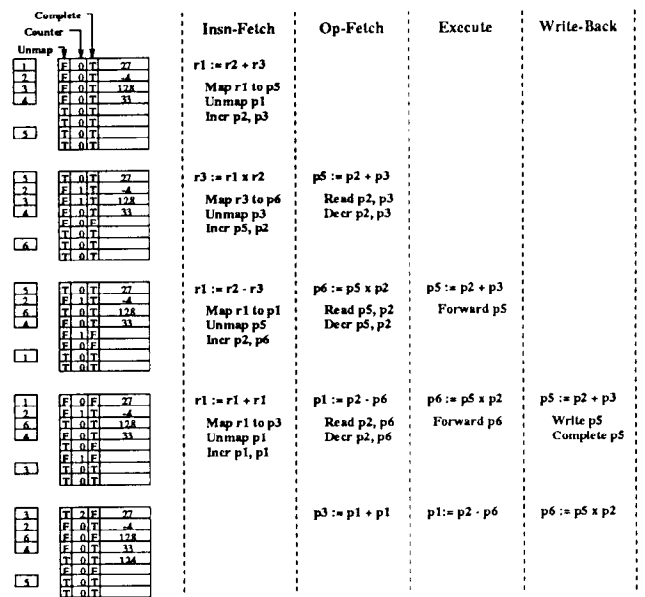 Complete
Counter
Unmap
Insn-Fetch Op-Fetch Execute Write-Back
1 F 0 T 27 r1 := r2 + r3
2 F 0 T -4 Map r1 to p5
3 F 0 T 128 Unmap p1
4 F 0 T 33 Incr p2, p3
T 0 T
T 0 T
5 T 0 T
T 0 T
5 T 0 T 27 r3 := r1 x r2 p5 := p2 + p3
2 F 1 T -4 Map r3 to p6 Read p2, p3
3 F 1 T 128 Unmap p3 Decr p2, p3
4 F 0 T 33 Incr p5, p2
F 0 F
T 0 T
6 T 0 T
T 0 T
5 T 0 T 27 r1 := r2 - r3 p6 := p5 x p2 p5 := p2 + p3
2 F 1 T -4 Map r1 to p1 Read p5, p2 Forward p5
6 T 0 T 128 Unmap p5 Decr p5, p2
4 F 0 T 33 Incr p2, p6
F 1 F
F 0 F
1 T 0 T
T 0 T
1 F 0 F 27 r1 := r1 + r1 p1 := p2 - p6 p6 := p5 x p2 p5 := p2 + p3
2 F 1 T -4 Map r1 to p3 Read p2, p6 Forward p6 Write p5
6 T 0 T 128 Unmap p1 Decr p2, p6 Complete p5
4 F 0 T 33 Incr p1, p1
T 0 F
F 1 F
3 T 0 T
T 0 T
3 T 2 F 27 p3 := p1 + p1 p1:= p2 - p6 p6 := p5 x p2
2 F 0 T -4
6 F 0 F 128
4 F 0 T 33
T 0 T 124
F 0 F
5 T 0 T
T 0 T